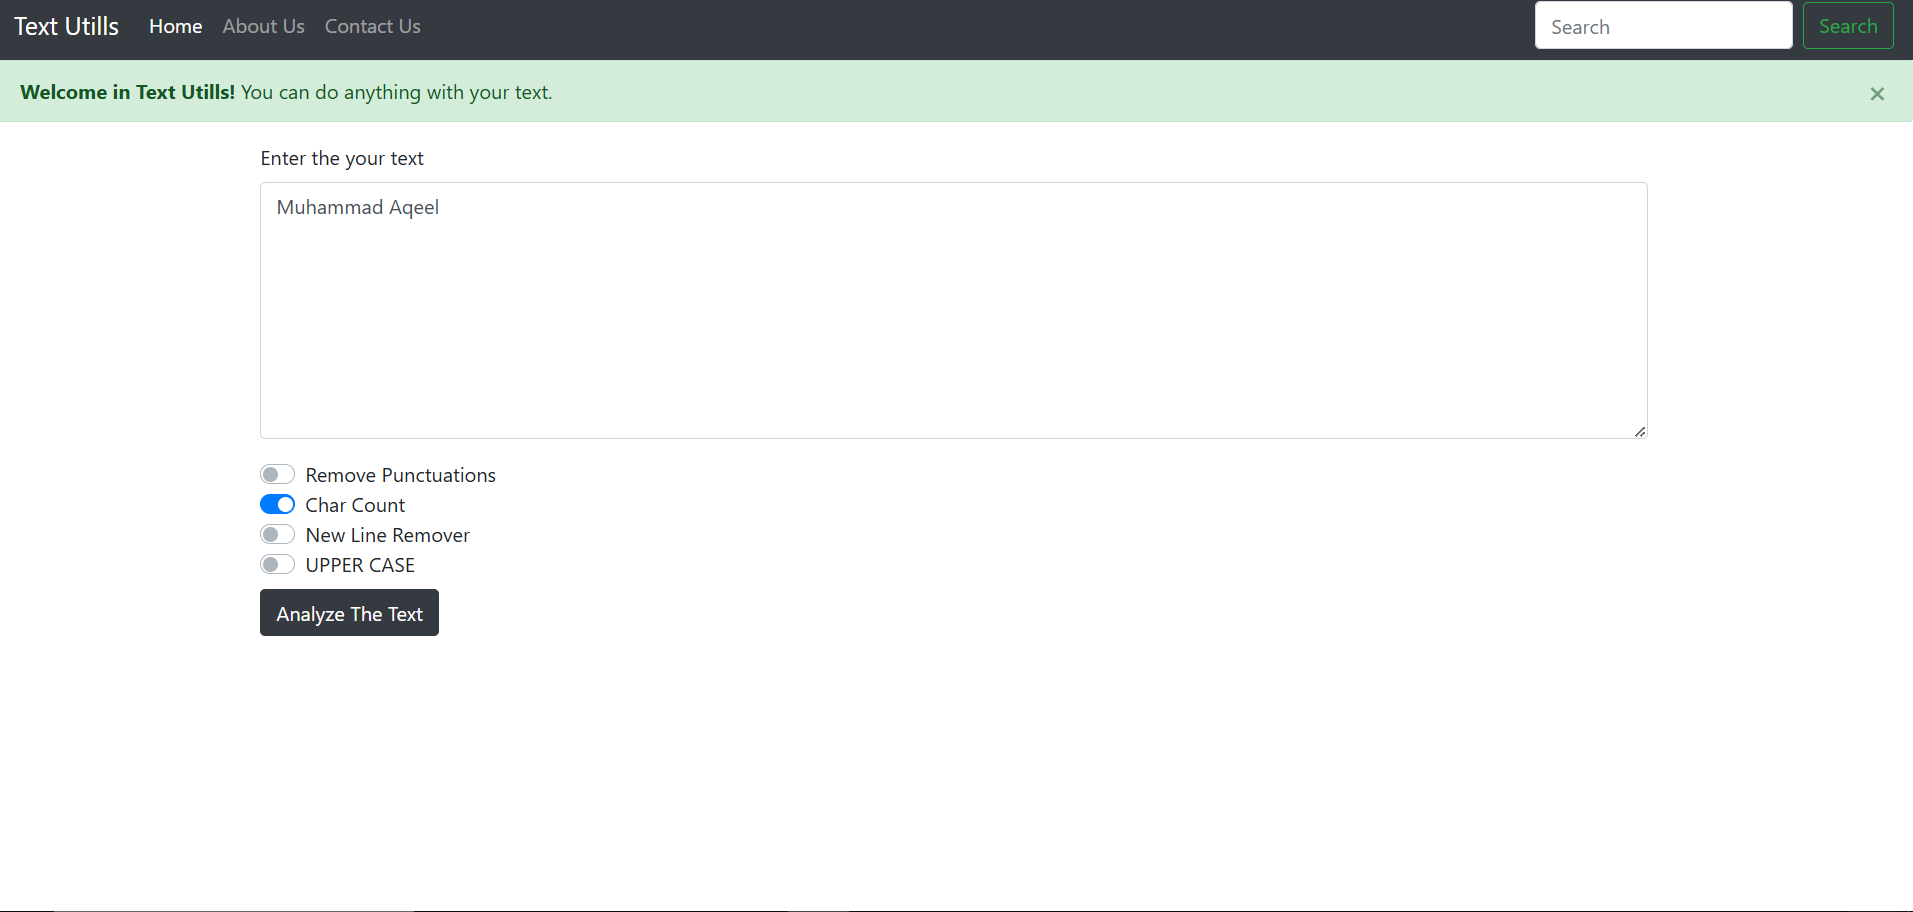 Text Utills Home About Us Contact Us Search Search
Welcome in Text Utills! You can do anything with your text. ×
Enter the your text
Muhammad Aqeel
Remove Punctuations
Char Count
New Line Remover
UPPER CASE
Analyze The Text